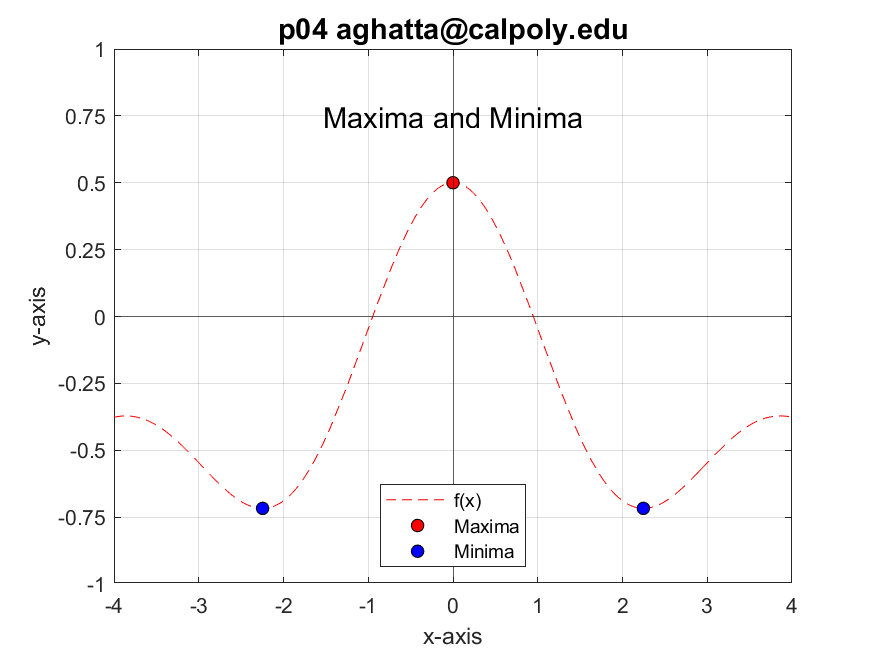 p04 aghatta@calpoly.edu
Maxima and Minima
1
0.75
0.5
0.25
0
-0.25
-0.5
-0.75
-1
y-axis
f(x)
Maxima
Minima
-4 -3 -2 -1 0 1 2 3 4
x-axis